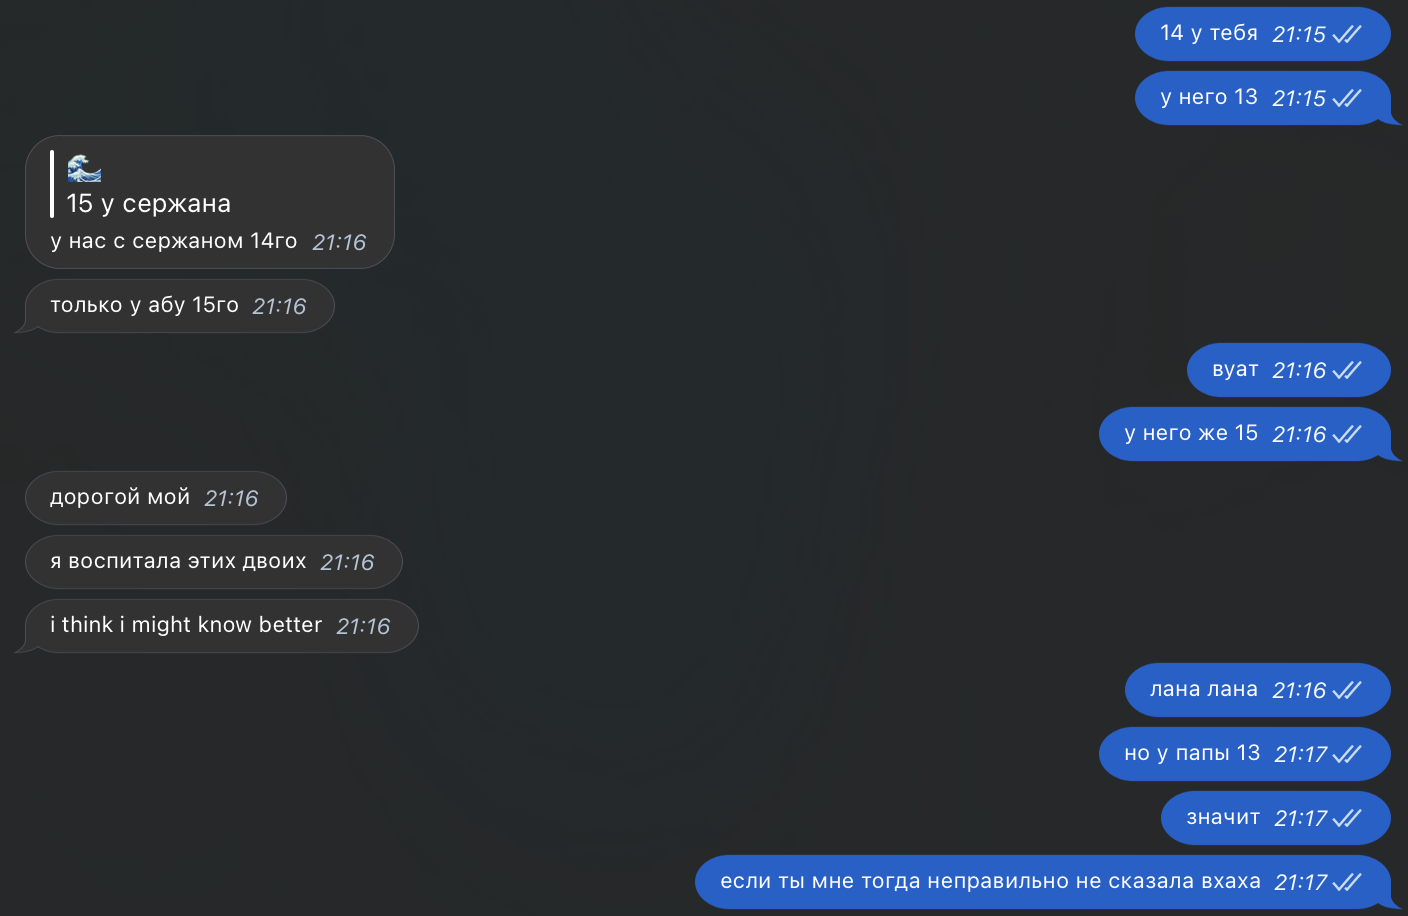 14 у тебя 21:15
у него 13 21:15
🌊
15 у сержана
у нас с сержаном 14го 21:16
только у абу 15го 21:16
вуат 21:16
у него же 15 21:16
дорогой мой 21:16
я воспитала этих двоих 21:16
i think i might know better 21:16
лана лана 21:16
но у папы 13 21:17
значит 21:17
если ты мне тогда неправильно не сказала вхаха 21:17